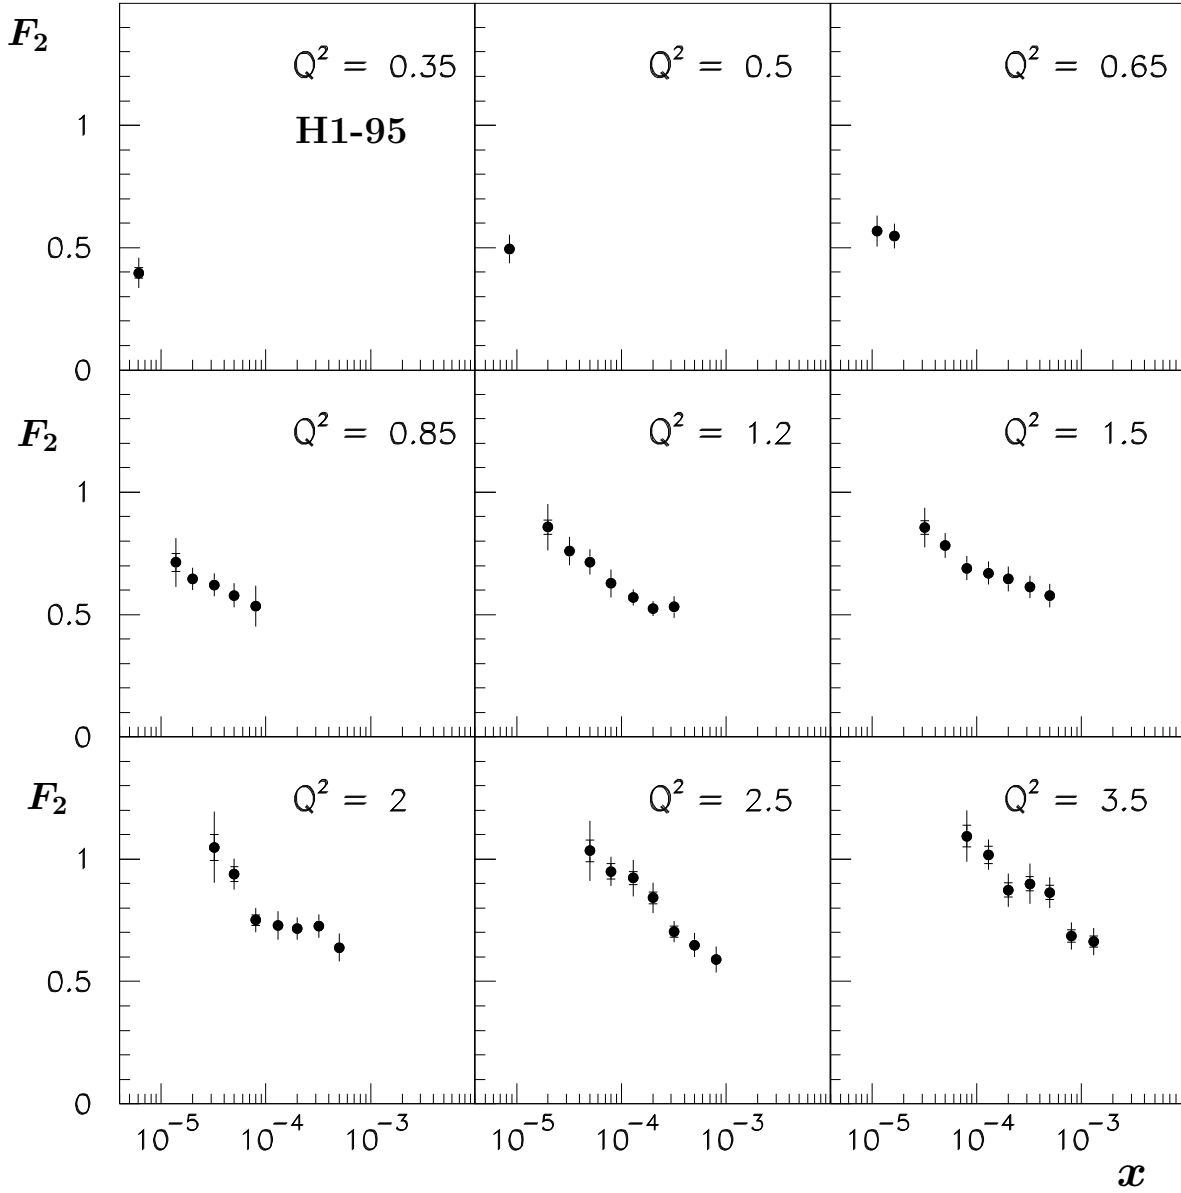 F₂
Q² = 0.35
Q² = 0.5
Q² = 0.65
H1-95
1
0.5
0
F₂
Q² = 0.85
Q² = 1.2
Q² = 1.5
1
0.5
0
F₂
Q² = 2
Q² = 2.5
Q² = 3.5
1
0.5
0
10⁻⁵ 10⁻⁴ 10⁻³ 10⁻⁵ 10⁻⁴ 10⁻³ 10⁻⁵ 10⁻⁴ 10⁻³
x